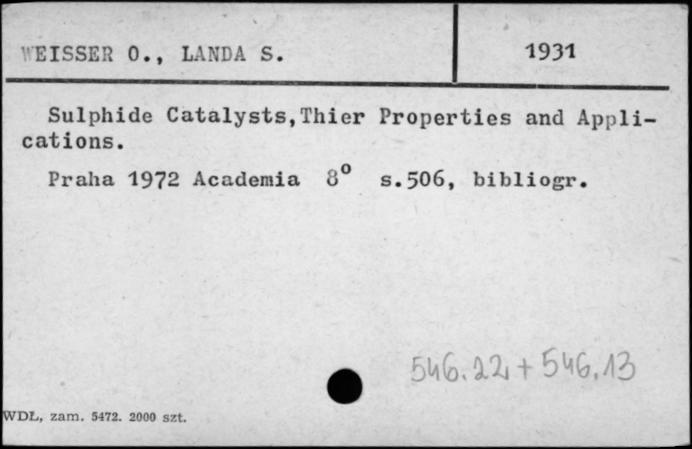 WEISSER O., LANDA S.
1931
Sulphide Catalysts,Thier Properties and Appli-
cations.
Praha 1972 Academia 8° s.506, bibliogr.
546.22 + 546.13
WDŁ, zam. 5472. 2000 szt.